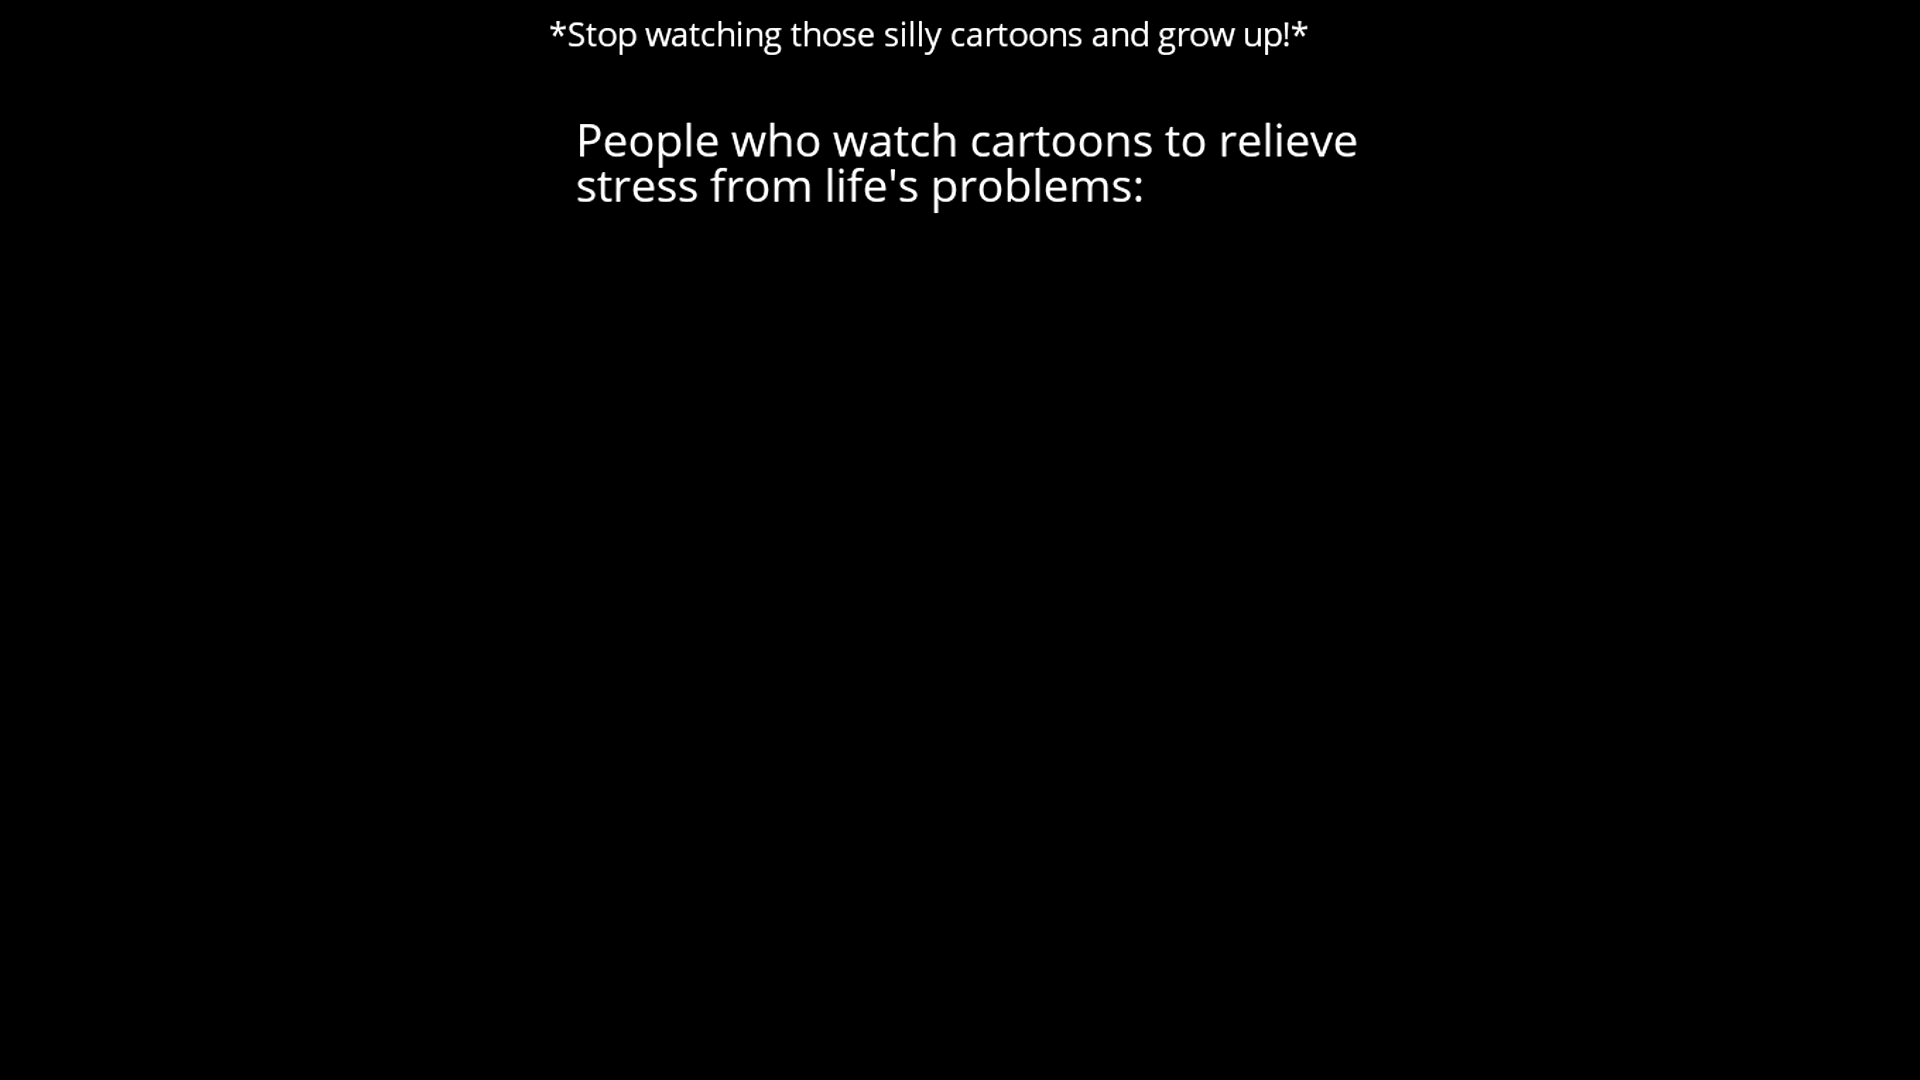 *Stop watching those silly cartoons and grow up!*
People who watch cartoons to relieve
stress from life's problems: